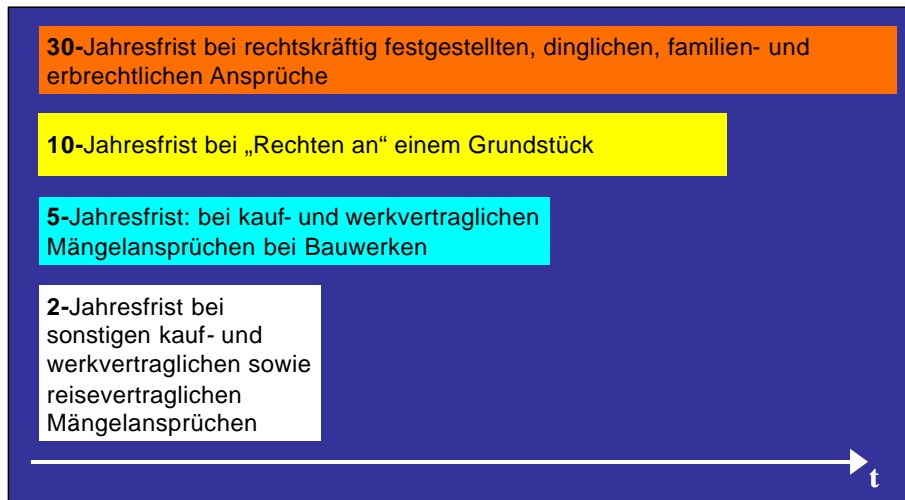 30-Jahresfrist bei rechtskräftig festgestellten, dinglichen, familien- und
erbrechtlichen Ansprüche
10-Jahresfrist bei „Rechten an“ einem Grundstück
5-Jahresfrist: bei kauf- und werkvertraglichen
Mängelansprüchen bei Bauwerken
2-Jahresfrist bei
sonstigen kauf- und
werkvertraglichen sowie
reisevertraglichen
Mängelansprüchen
t